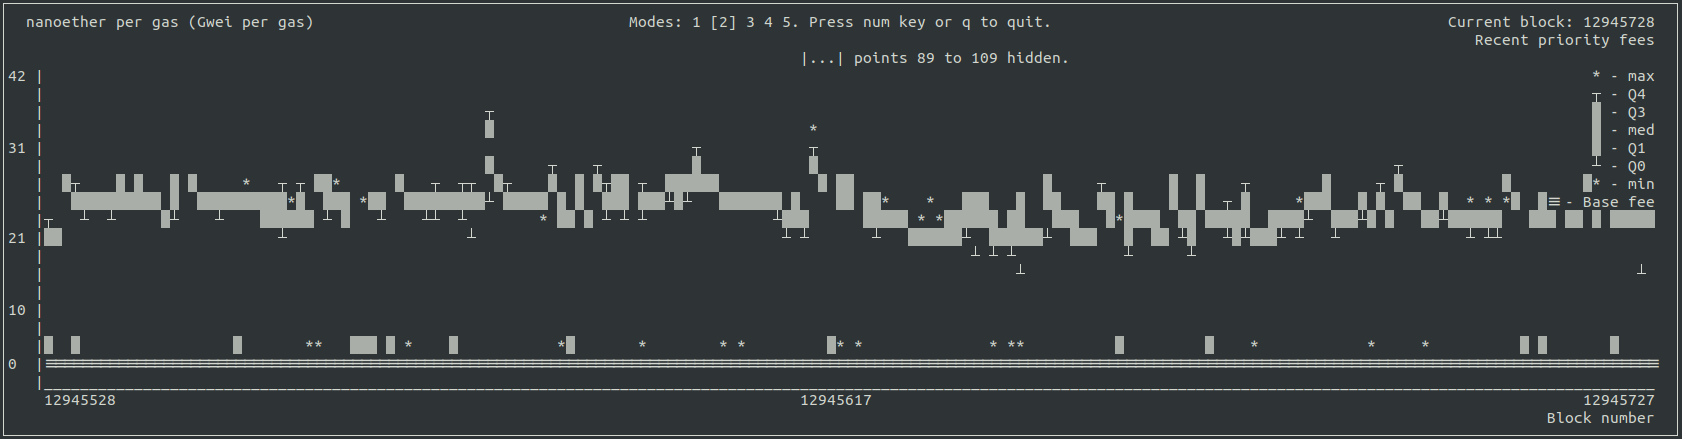 nanoether per gas (Gwei per gas) Modes: 1 [2] 3 4 5. Press num key or q to quit. Current block: 12945728
Recent priority fees
|...| points 89 to 109 hidden.
42 * - max
- Q4
- Q3
- med
31 - Q1
- Q0
* - min
≡ - Base fee
21
10
0
12945528 12945617 12945727
Block number